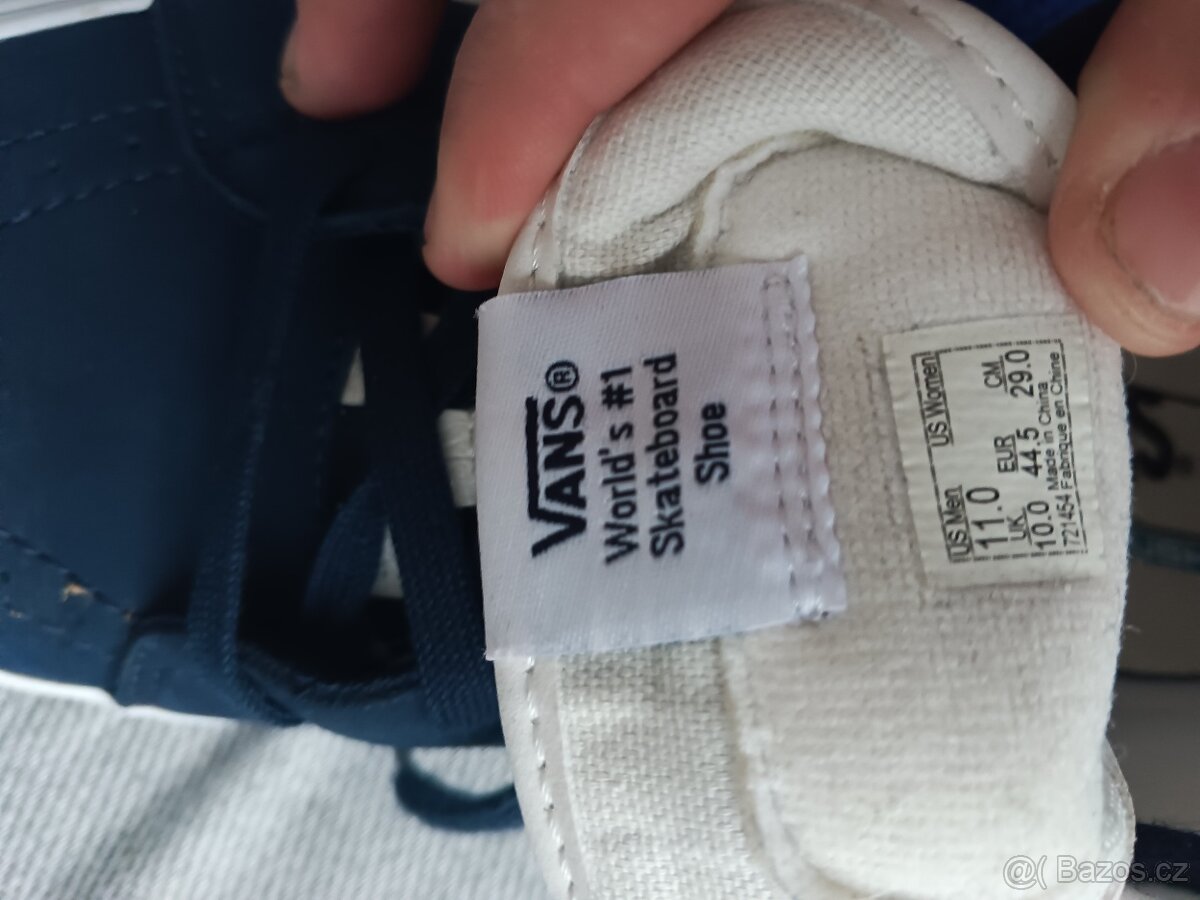 VANS®
World's #1
Skateboard
Shoe
US Men US Women
11.0
UK EUR CM
10.0 44.5 29.0
721454 Made in China
Fabriqué en Chine
@( Bazos.cz